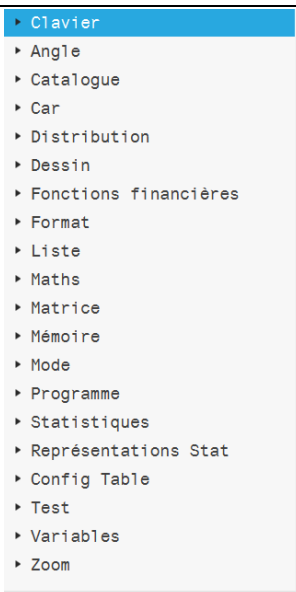 Clavier
Angle
Catalogue
Car
Distribution
Dessin
Fonctions financières
Format
Liste
Maths
Matrice
Mémoire
Mode
Programme
Statistiques
Représentations Stat
Config Table
Test
Variables
Zoom